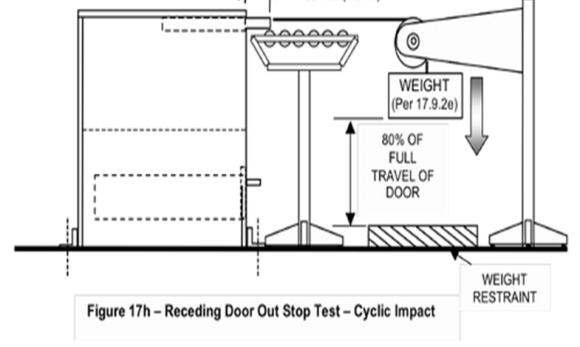 WEIGHT
(Per 17.9.2e)
80% OF
FULL
TRAVEL OF
DOOR
WEIGHT
RESTRAINT
Figure 17h – Receding Door Out Stop Test – Cyclic Impact